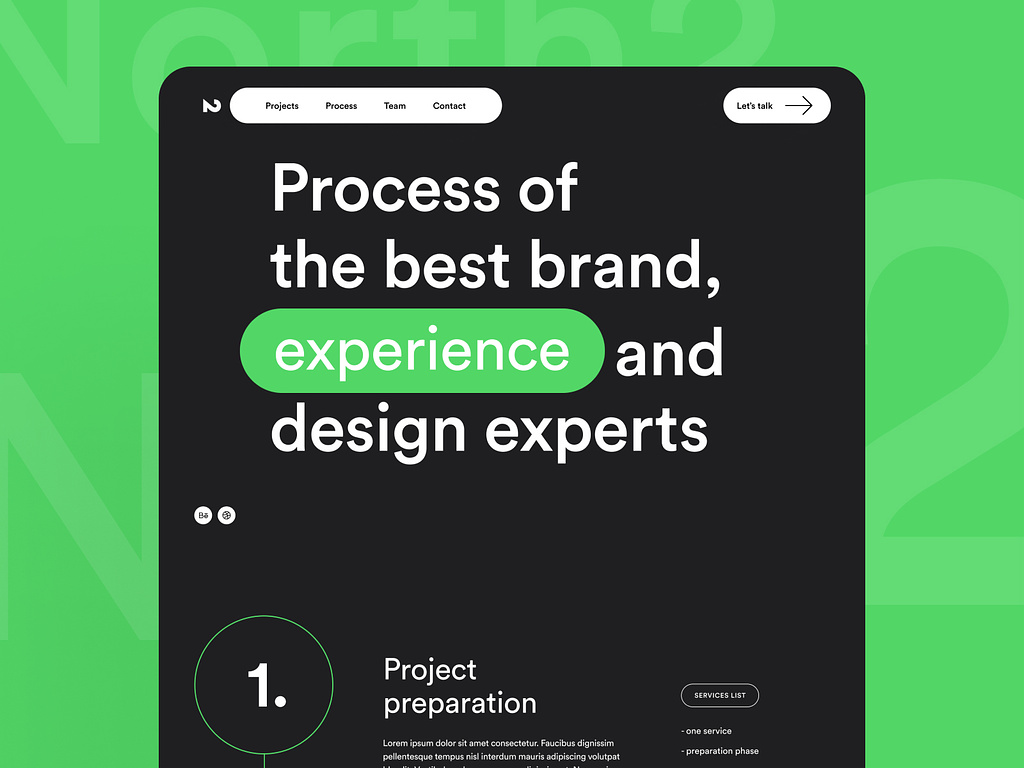 North2
Projects Process Team Contact
Let's talk
Process of
the best brand,
experience and
design experts
Bē
1.
Project
preparation
SERVICES LIST
- one service
- preparation phase
Lorem ipsum dolor sit amet consectetur. Faucibus dignissim
pellentesque tempus nisl interdum mauris adipiscing volutpat
N
2